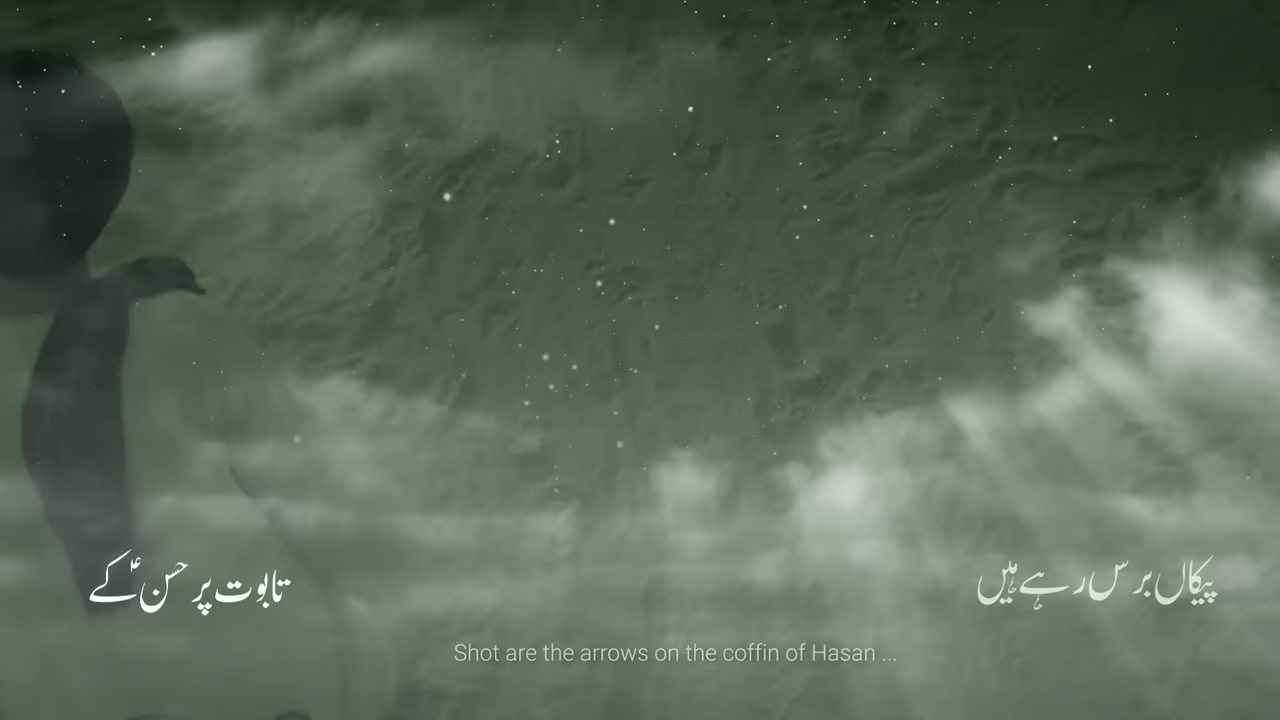 پیکاں برس رہے ہیں
تابوت پر حسنؑ کے
Shot are the arrows on the coffin of Hasan ...